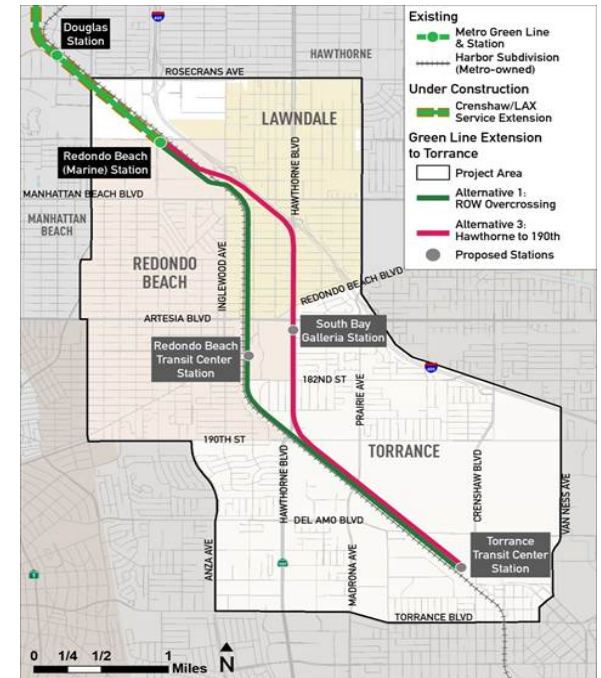 Douglas
Station
HAWTHORNE
ROSECRANS AVE
LAWNDALE
HAWTHORNE BLVD
Redondo Beach
(Marine) Station
MANHATTAN BEACH BLVD
MANHATTAN
BEACH
REDONDO
BEACH
INGLEWOOD AVE
REDONDO BEACH BLVD
ARTESIA BLVD
South Bay
Galleria Station
Redondo Beach
Transit Center
Station
182ND ST
PRAIRIE AVE
190TH ST
TORRANCE
HAWTHORNE BLVD
CRENSHAW BLVD
VAN NESS AVE
DEL AMO BLVD
ANZA AVE
MADRONA AVE
Torrance
Transit Center
Station
TORRANCE BLVD
0 1/4 1/2 1
Miles
N
Existing
Metro Green Line
& Station
Harbor Subdivision
(Metro-owned)
Under Construction
Crenshaw/LAX
Service Extension
Green Line Extension
to Torrance
Project Area
Alternative 1:
ROW Overcrossing
Alternative 3:
Hawthorne to 190th
Proposed Stations